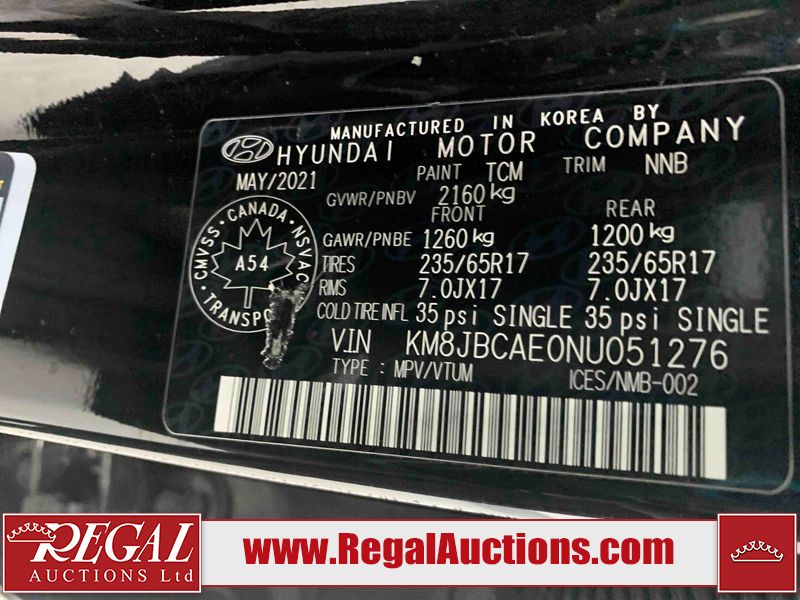 MANUFACTURED IN KOREA BY
HYUNDAI MOTOR COMPANY
MAY/2021 PAINT TCM TRIM NNB
GVWR/PNBV 2160 kg
FRONT REAR
GAWR/PNBE 1260 kg 1200 kg
TIRES 235/65R17 235/65R17
RIMS 7.0JX17 7.0JX17
COLD TIRE INFL 35 psi SINGLE 35 psi SINGLE
VIN KM8JBCAE0NU051276
TYPE : MPV/VTUM ICES/NMB-002
CANADA
CMVSS NSVAC
A54
TRANSPO
REGAL
AUCTIONS Ltd
www.RegalAuctions.com